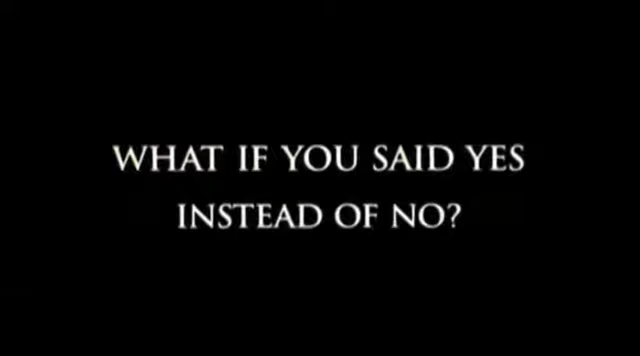 WHAT IF YOU SAID YES
INSTEAD OF NO?